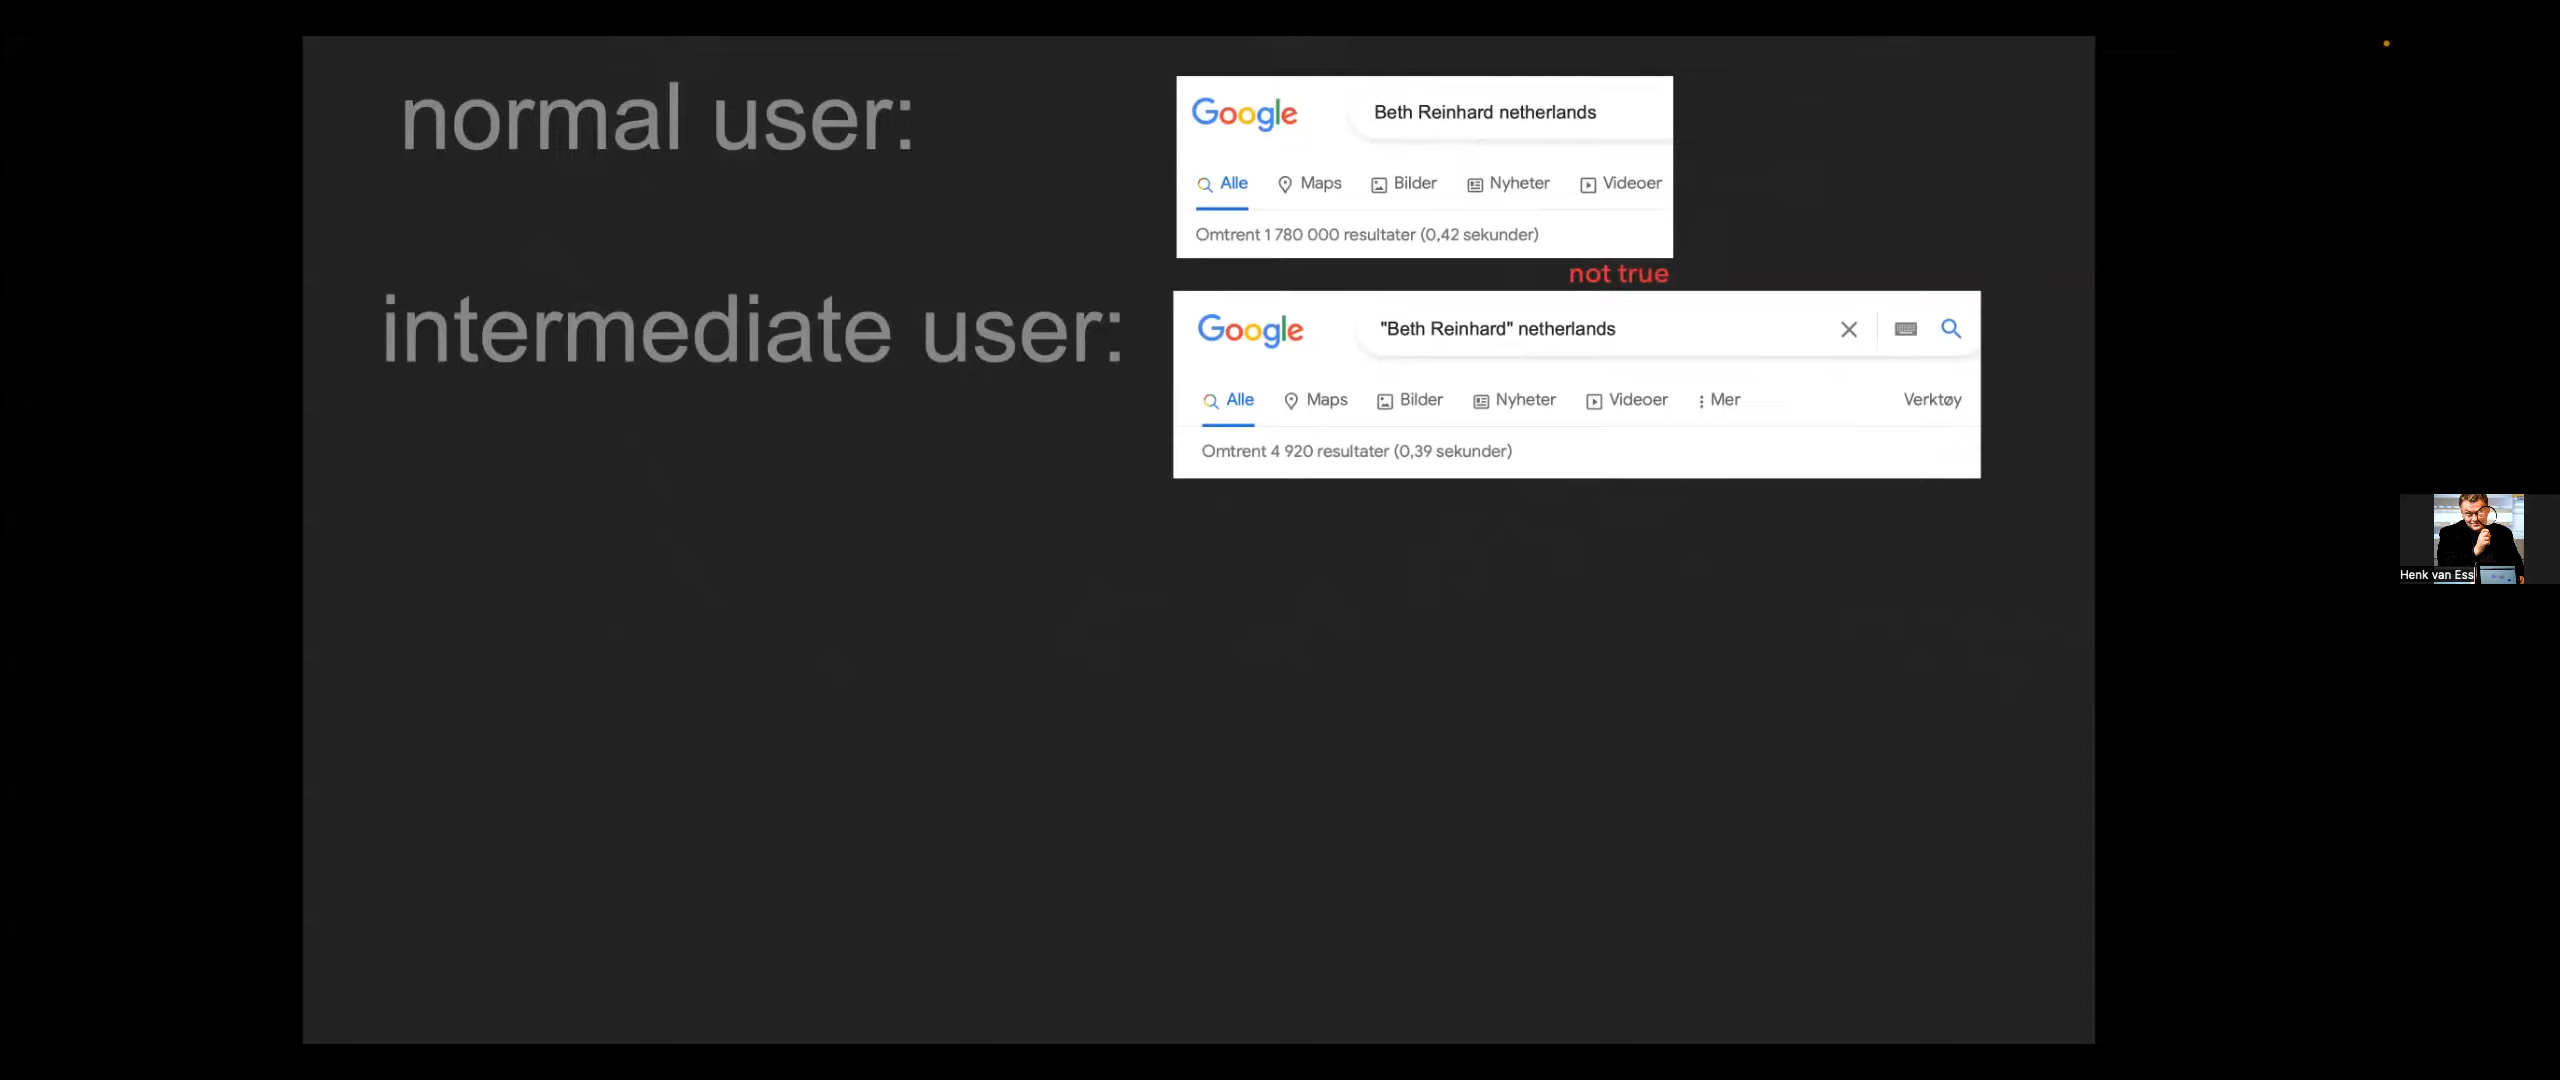 normal user:
Google
Beth Reinhard netherlands
Alle Maps Bilder Nyheter Videoer
Omtrent 1 780 000 resultater (0,42 sekunder)
not true
intermediate user:
Google
"Beth Reinhard" netherlands
Alle Maps Bilder Nyheter Videoer Mer Verktøy
Omtrent 4 920 resultater (0,39 sekunder)
Henk van Ess